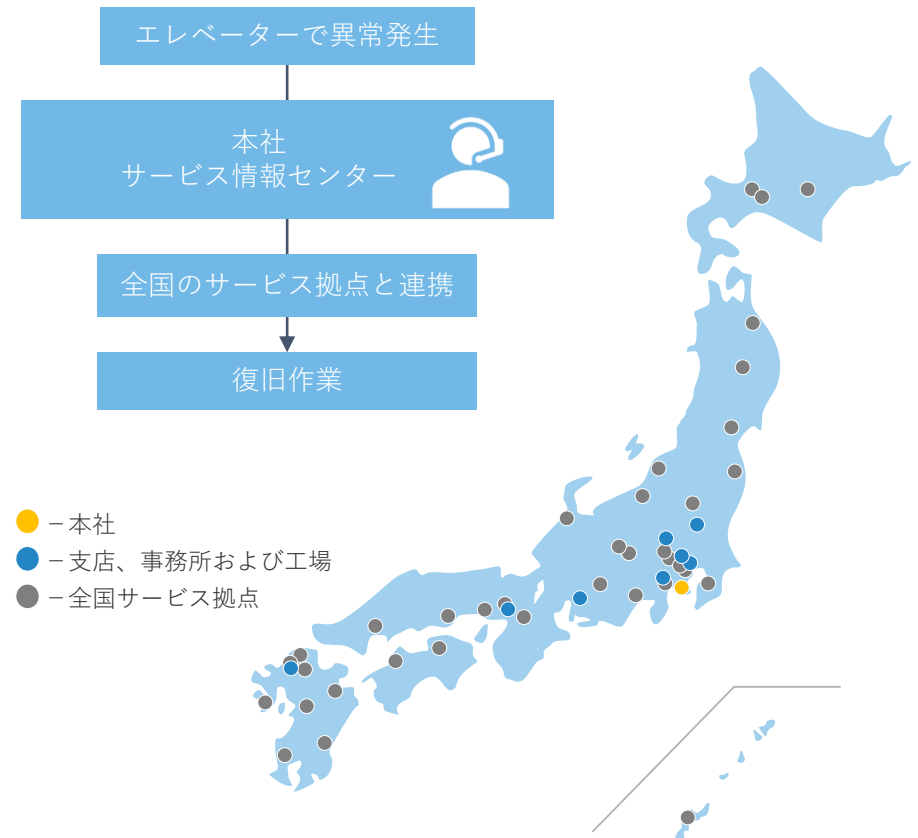 エレベーターで異常発生
本社
サービス情報センター
全国のサービス拠点と連携
復旧作業
－本社
－支店、事務所および工場
－全国サービス拠点